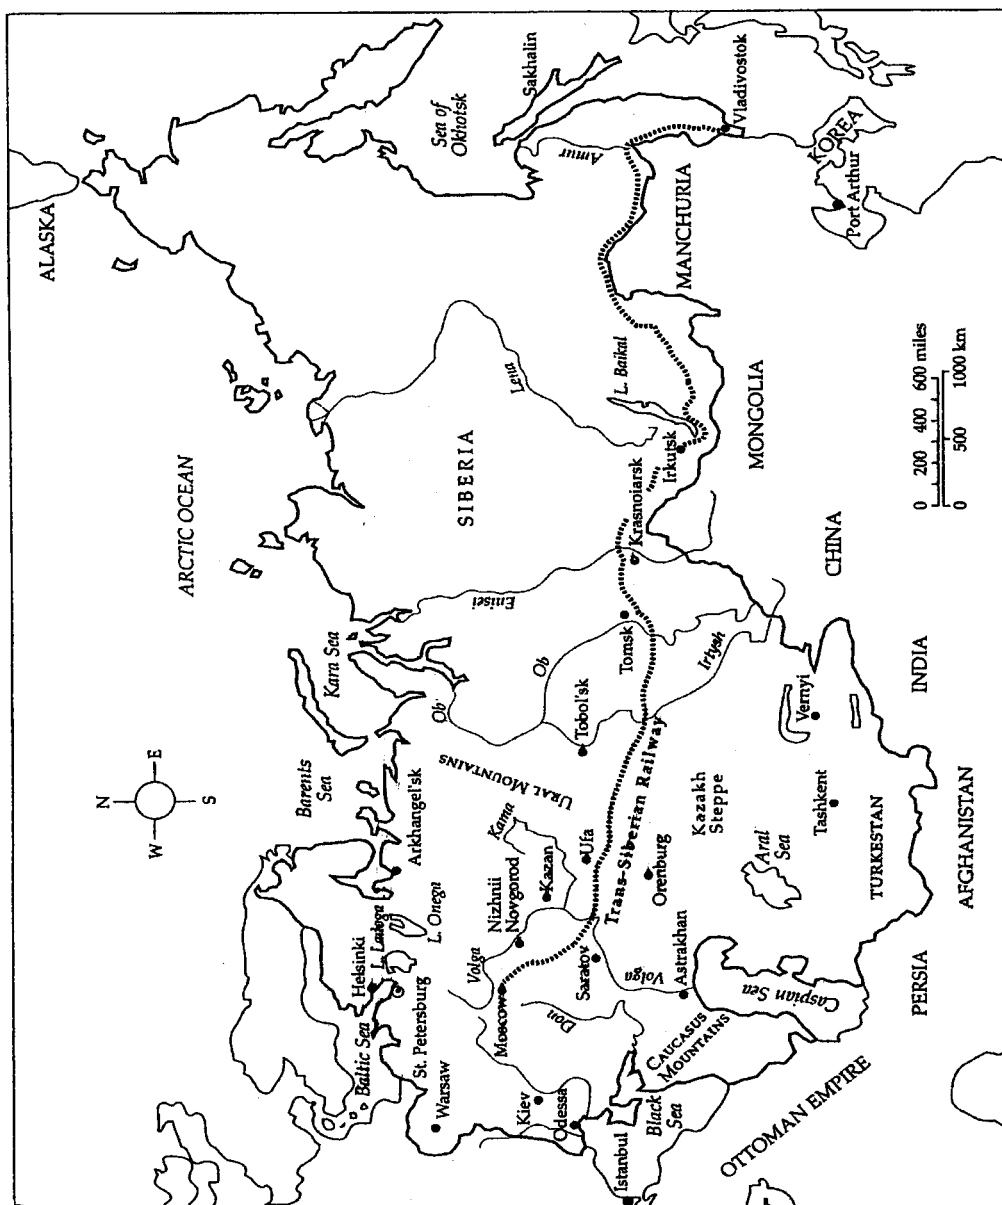 ALASKA
ARCTIC OCEAN
N
W
E
S
Sea of
Okhotsk
Sakhalin
Kara Sea
Barents
Sea
SIBERIA
Lena
Enisei
Ob'
Ob
Amur
URAL MOUNTAINS
Arkhangel'sk
L. Onega
L. Ladoga
Helsinki
St. Petersburg
Baltic Sea
Warsaw
Kama
Nizhnii
Novgorod
Kazan
Volga
Moscow
Ufa
Tobol'sk
Tomsk
Krasnoiarsk
Irkutsk
L. Baikal
Trans-Siberian Railway
Irtysh
Orenburg
Saratov
Volga
Don
Kiev
Odessa
Astrakhan
Kazakh
Steppe
Aral
Sea
Tashkent
Vernyi
TURKESTAN
Caspian Sea
CAUCASUS
MOUNTAINS
Black
Sea
Istanbul
OTTOMAN EMPIRE
PERSIA
AFGHANISTAN
INDIA
CHINA
MONGOLIA
MANCHURIA
Vladivostok
KOREA
Port Arthur
0 200 400 600 miles
0 500 1000 km